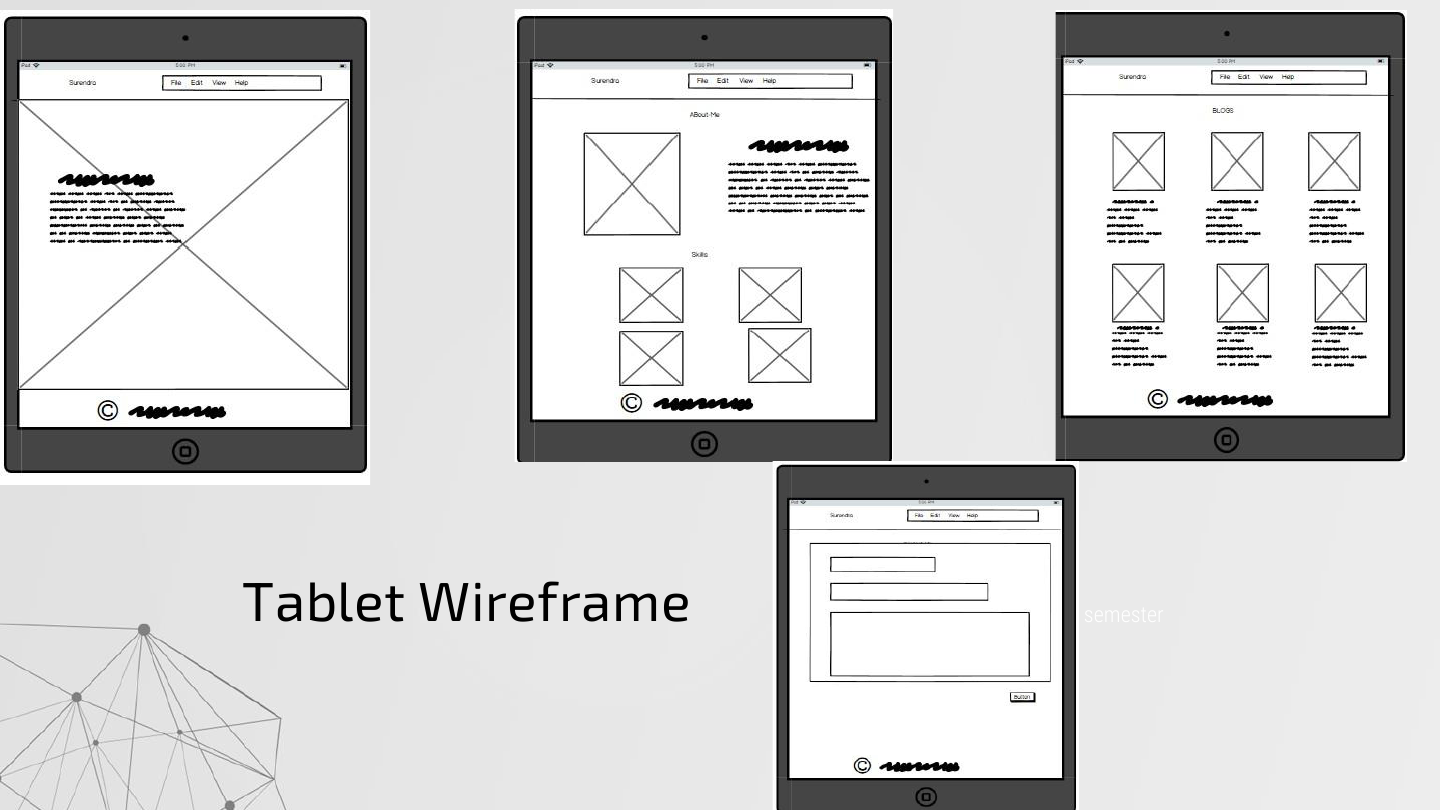 iPad 5:00 PM
Surendra File Edit View Help
iPad 5:00 PM
Surendra File Edit View Help
ABout-Me
Skills
iPad 5:00 PM
Surendra File Edit View Help
BLOGS
iPad 5:00 PM
Surendra File Edit View Help
Button
Tablet Wireframe
semester